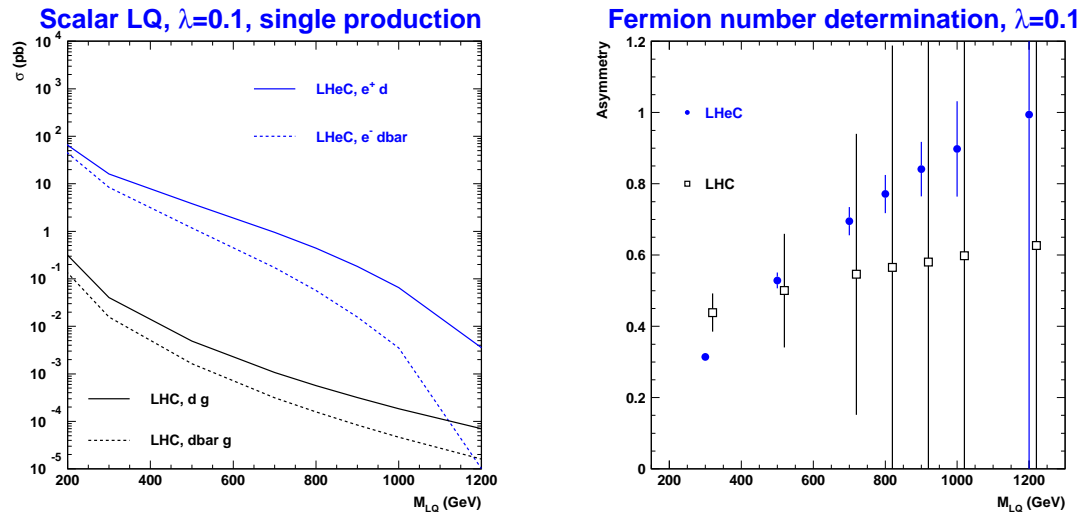 Scalar LQ, λ=0.1, single production
σ (pb)
10 4
10 3
10 2
10
1
10 -1
10 -2
10 -3
10 -4
10 -5
LHeC, e+ d
LHeC, e- dbar
LHC, d g
LHC, dbar g
200 400 600 800 1000 1200
MLQ (GeV)
Fermion number determination, λ=0.1
Asymmetry
1.2
1
0.8
0.6
0.4
0.2
0
LHeC
LHC
200 400 600 800 1000 1200
MLQ (GeV)